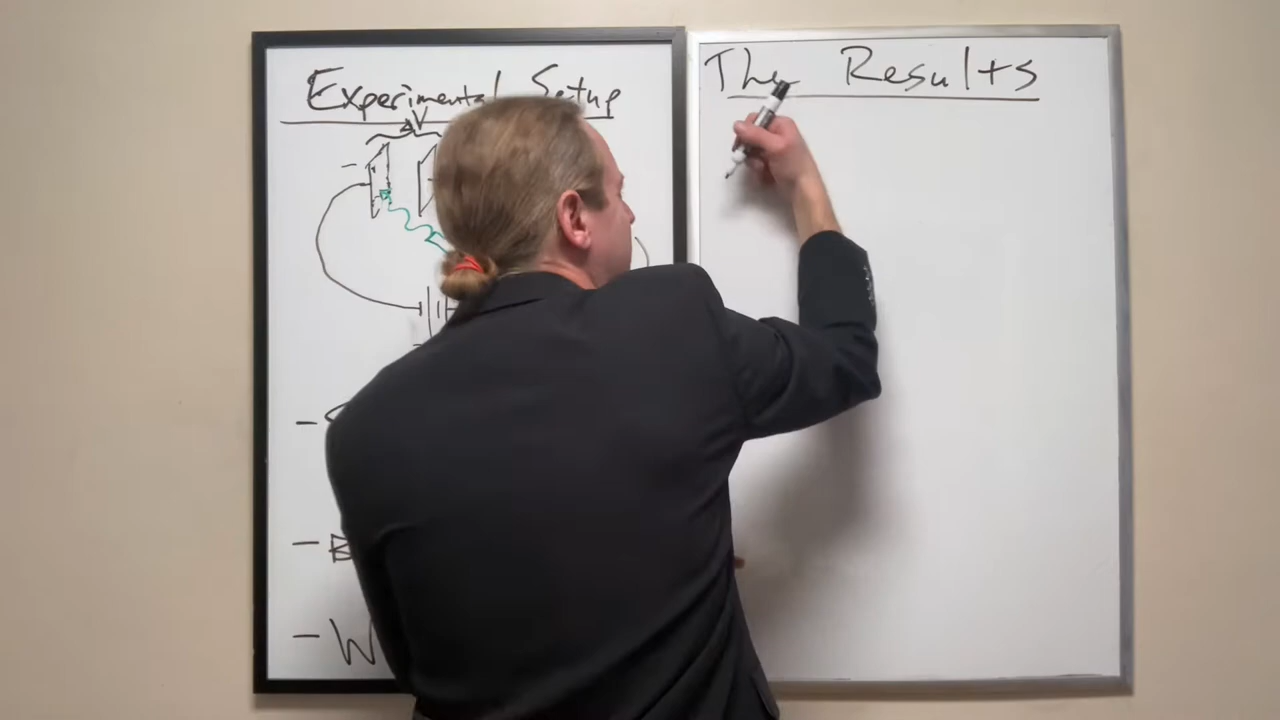 Experimental Setup
ΔV
-
-
- B
- W
The Results